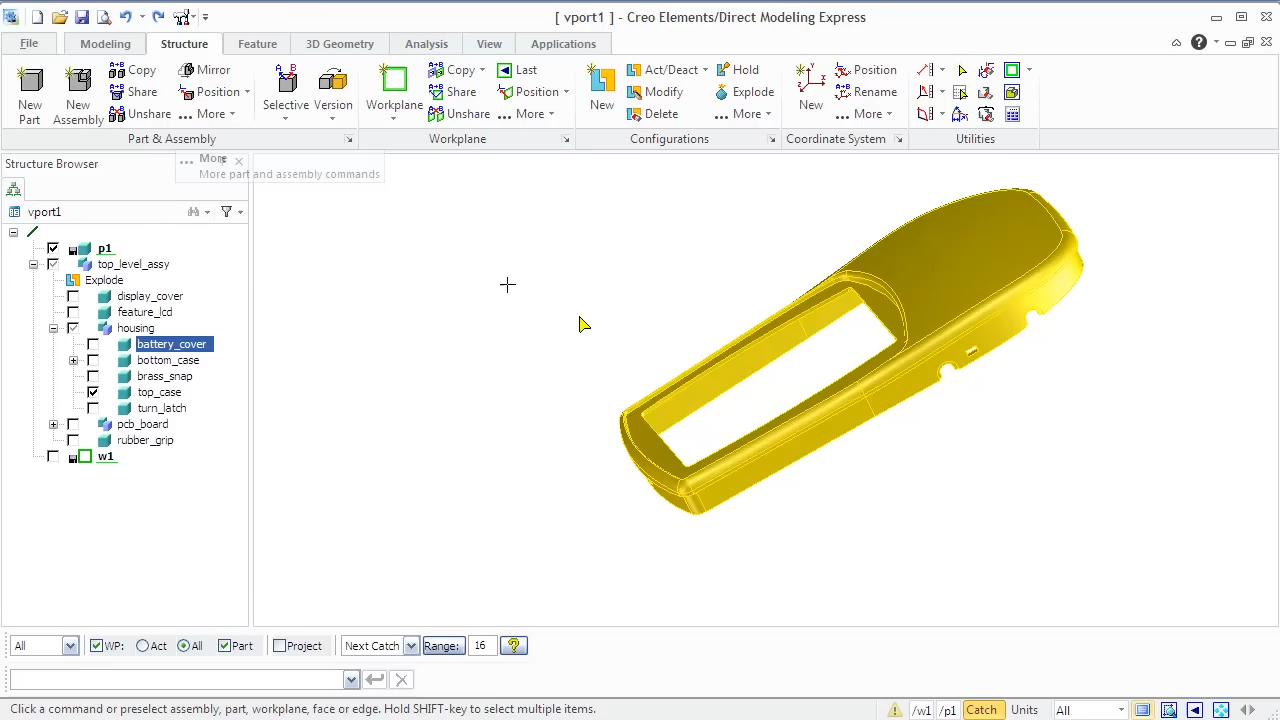 [ vport1 ] - Creo Elements/Direct Modeling Express
File Modeling Structure Feature 3D Geometry Analysis View Applications
New Part
New Assembly
Copy
Share
Unshare
Mirror
Position
... More
Selective
Version
Part & Assembly
Workplane
Copy
Share
Unshare
Last
Position
... More
Workplane
New
Act/Deact
Modify
Delete
Hold
Explode
... More
Configurations
New
Position
Rename
... More
Coordinate System
Utilities
Structure Browser
... More
More part and assembly commands
vport1
p1
top_level_assy
Explode
display_cover
feature_lcd
housing
battery_cover
bottom_case
brass_snap
top_case
turn_latch
pcb_board
rubber_grip
w1
All WP: Act All Part Project Next Catch Range: 16 ?
Click a command or preselect assembly, part, workplane, face or edge. Hold SHIFT-key to select multiple items.
/w1 /p1 Catch Units All